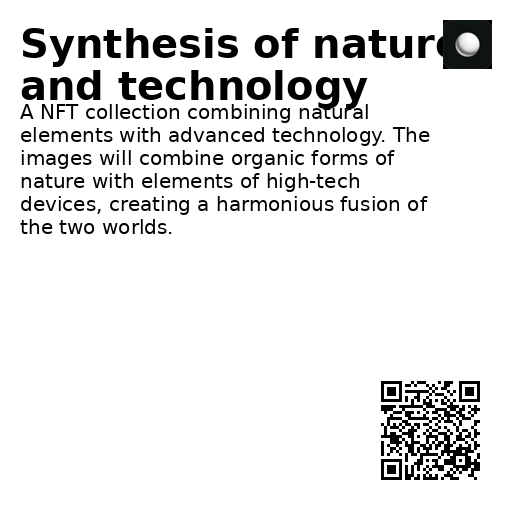 Synthesis of nature
and technology
A NFT collection combining natural
elements with advanced technology. The
images will combine organic forms of
nature with elements of high-tech
devices, creating a harmonious fusion of
the two worlds.